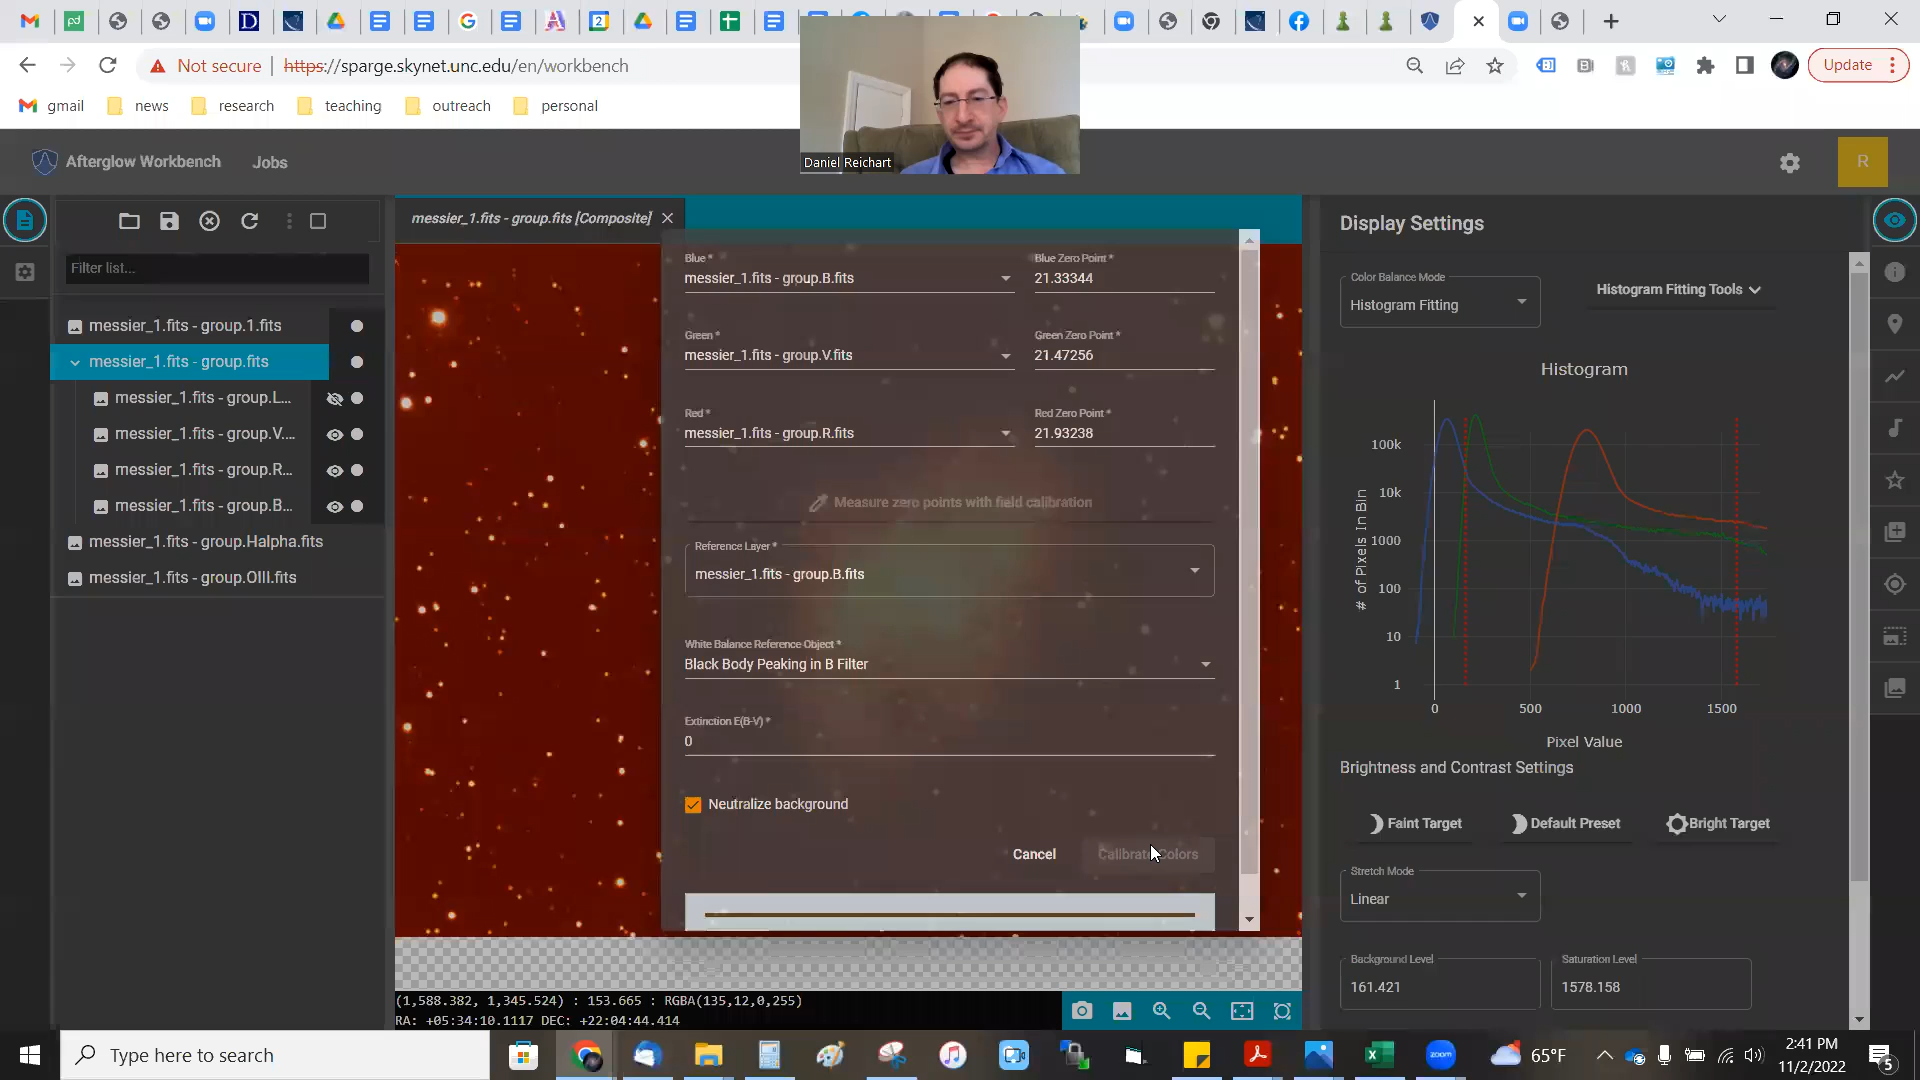 Not secure | https://sparge.skynet.unc.edu/en/workbench
Update
gmail
news
research
teaching
outreach
personal
Daniel Reichart
Afterglow Workbench
Jobs
R
Filter list...
messier_1.fits - group.1.fits
messier_1.fits - group.fits
messier_1.fits - group.L...
messier_1.fits - group.V....
messier_1.fits - group.R...
messier_1.fits - group.B...
messier_1.fits - group.Halpha.fits
messier_1.fits - group.OIII.fits
messier_1.fits - group.fits [Composite]
Blue *
messier_1.fits - group.B.fits
Blue Zero Point *
21.33344
Green *
messier_1.fits - group.V.fits
Green Zero Point *
21.47256
Red *
messier_1.fits - group.R.fits
Red Zero Point *
21.93238
Measure zero points with field calibration
Reference Layer *
messier_1.fits - group.B.fits
White Balance Reference Object *
Black Body Peaking in B Filter
Extinction E(B-V) *
0
Neutralize background
Cancel
Calibrate Colors
(1,588.382, 1,345.524) : 153.665 : RGBA(135,12,0,255)
RA: +05:34:10.1117 DEC: +22:04:44.414
Display Settings
Color Balance Mode
Histogram Fitting
Histogram Fitting Tools
Histogram
# of Pixels In Bin
100k
10k
1000
100
10
1
0
500
1000
1500
Pixel Value
Brightness and Contrast Settings
Faint Target
Default Preset
Bright Target
Stretch Mode
Linear
Background Level
161.421
Saturation Level
1578.158
Type here to search
zoom
65°F
2:41 PM
11/2/2022
5